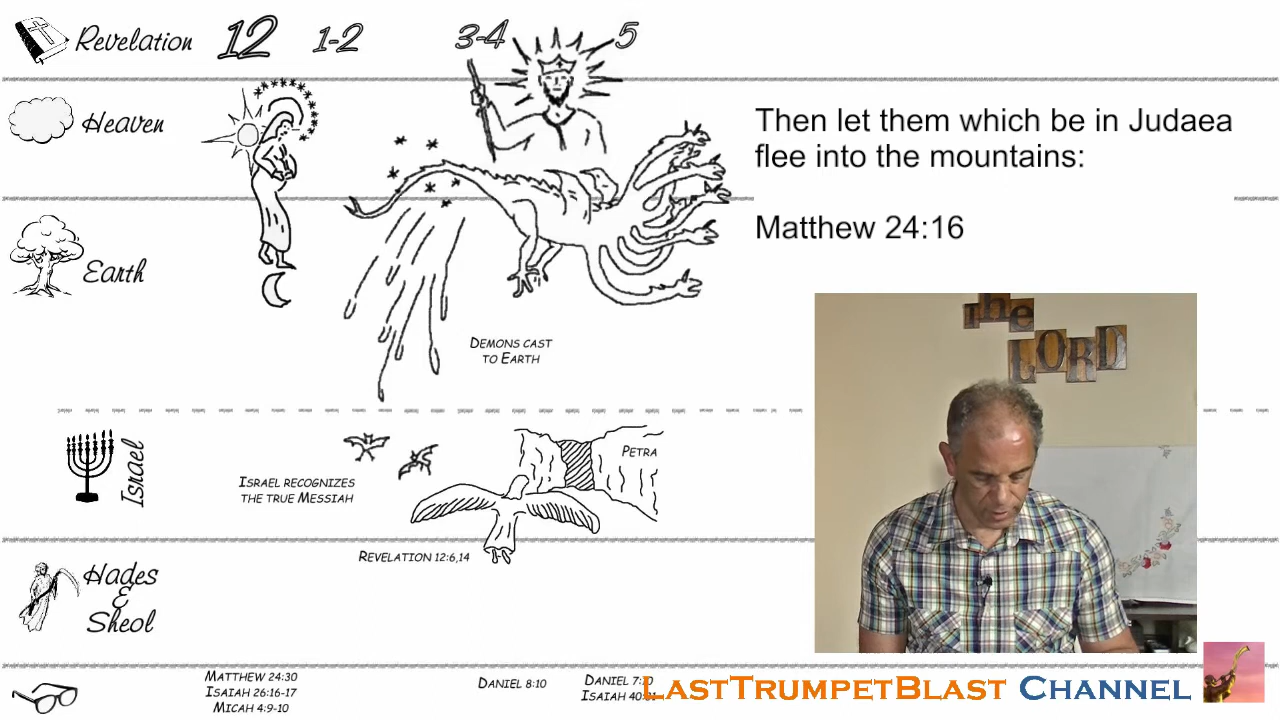 Revelation 12 1-2 3-4 5
Heaven
Then let them which be in Judaea
flee into the mountains:
Matthew 24:16
Earth
The
LORD
DEMONS CAST
TO EARTH
Israel
PETRA
ISRAEL RECOGNIZES
THE TRUE MESSIAH
REVELATION 12:6,14
Hades
&
Sheol
MATTHEW 24:30
ISAIAH 26:16-17
MICAH 4:9-10
DANIEL 8:10
DANIEL
ISAIAH
LASTTRUMPETBLAST CHANNEL